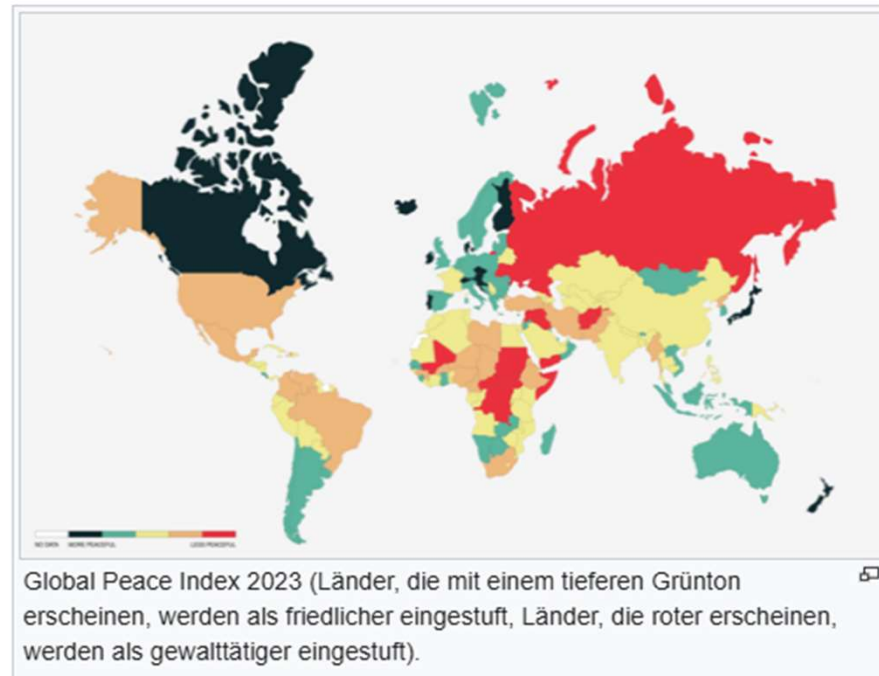 NO DATA MORE PEACEFUL LESS PEACEFUL
Global Peace Index 2023 (Länder, die mit einem tieferen Grünton
erscheinen, werden als friedlicher eingestuft, Länder, die roter erscheinen,
werden als gewalttätiger eingestuft).